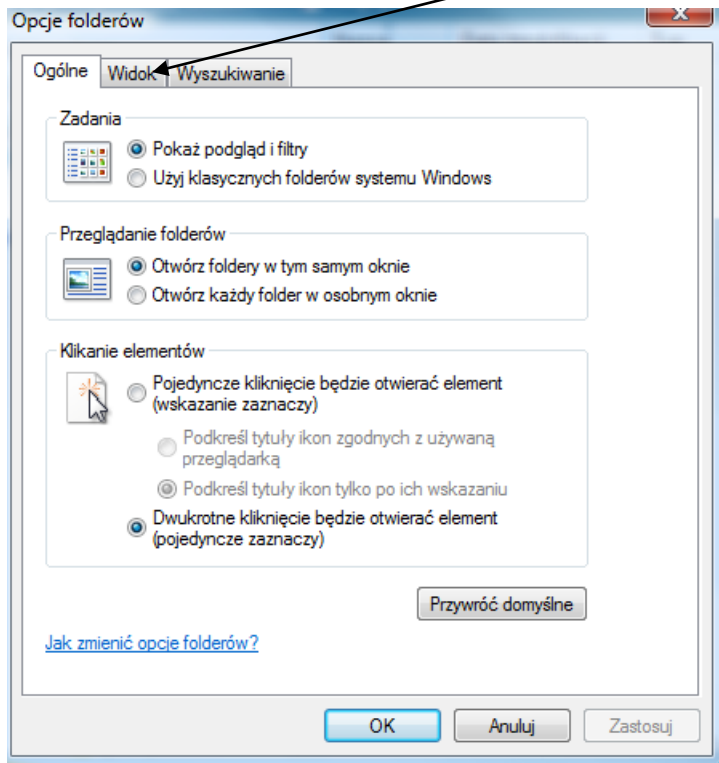 Opcje folderów
Ogólne Widok Wyszukiwanie
Zadania
Pokaż podgląd i filtry
Użyj klasycznych folderów systemu Windows
Przeglądanie folderów
Otwórz foldery w tym samym oknie
Otwórz każdy folder w osobnym oknie
Klikanie elementów
Pojedyncze kliknięcie będzie otwierać element
(wskazanie zaznaczy)
Podkreśl tytuły ikon zgodnych z używaną
przeglądarką
Podkreśl tytuły ikon tylko po ich wskazaniu
Dwukrotne kliknięcie będzie otwierać element
(pojedyncze zaznaczy)
Przywróć domyślne
Jak zmienić opcje folderów?
OK Anuluj Zastosuj